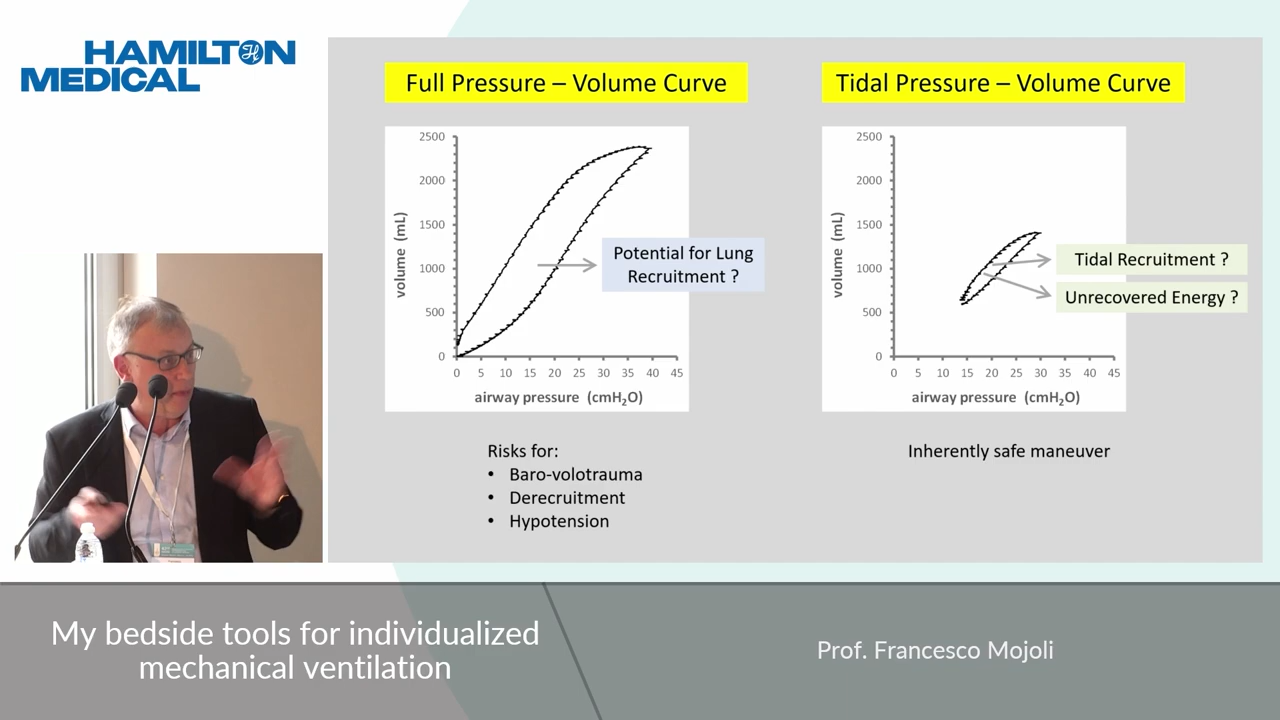 HAMILTON
MEDICAL
Full Pressure – Volume Curve
Tidal Pressure – Volume Curve
2500
2000
1500
1000
500
0
volume (mL)
0 5 10 15 20 25 30 35 40 45
airway pressure (cmH₂O)
Potential for Lung
Recruitment ?
2500
2000
1500
1000
500
0
volume (mL)
0 5 10 15 20 25 30 35 40 45
airway pressure (cmH₂O)
Tidal Recruitment ?
Unrecovered Energy ?
Risks for:
• Baro-volotrauma
• Derecruitment
• Hypotension
Inherently safe maneuver
My bedside tools for individualized
mechanical ventilation
Prof. Francesco Mojoli